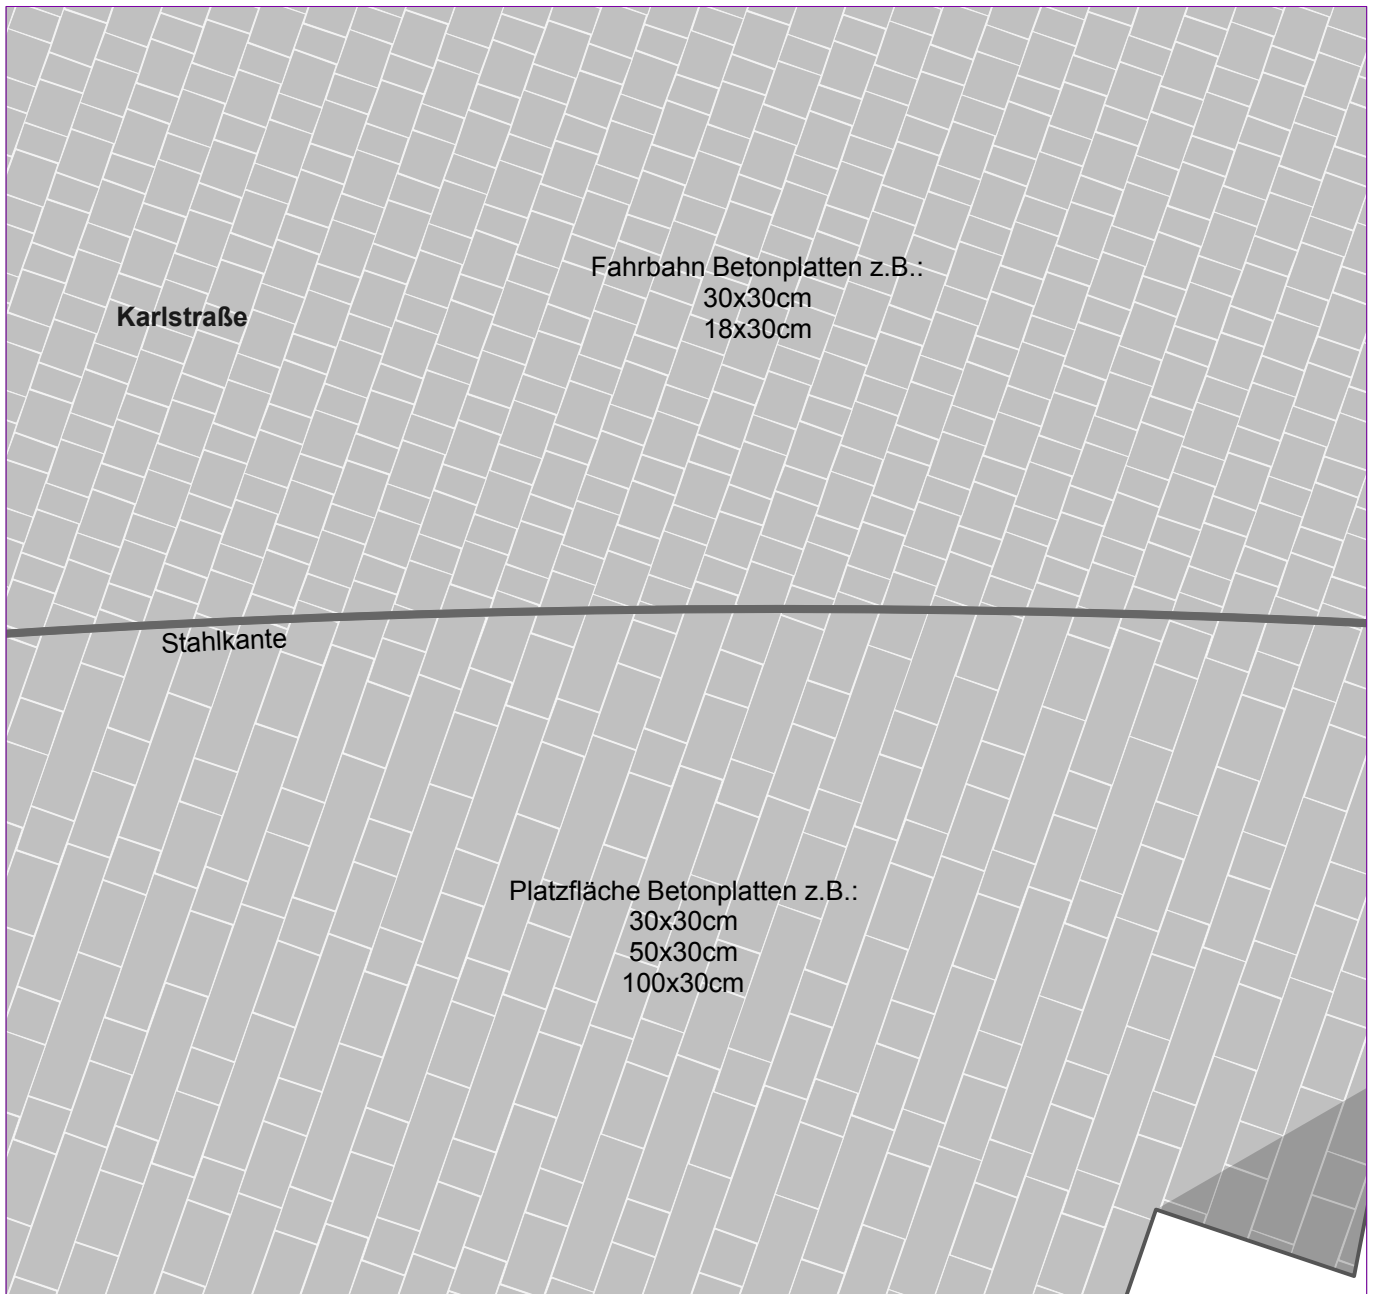 Fahrbahn Betonplatten z.B.:
30x30cm
18x30cm
Karlstraße
Stahlkante
Platzfläche Betonplatten z.B.:
30x30cm
50x30cm
100x30cm